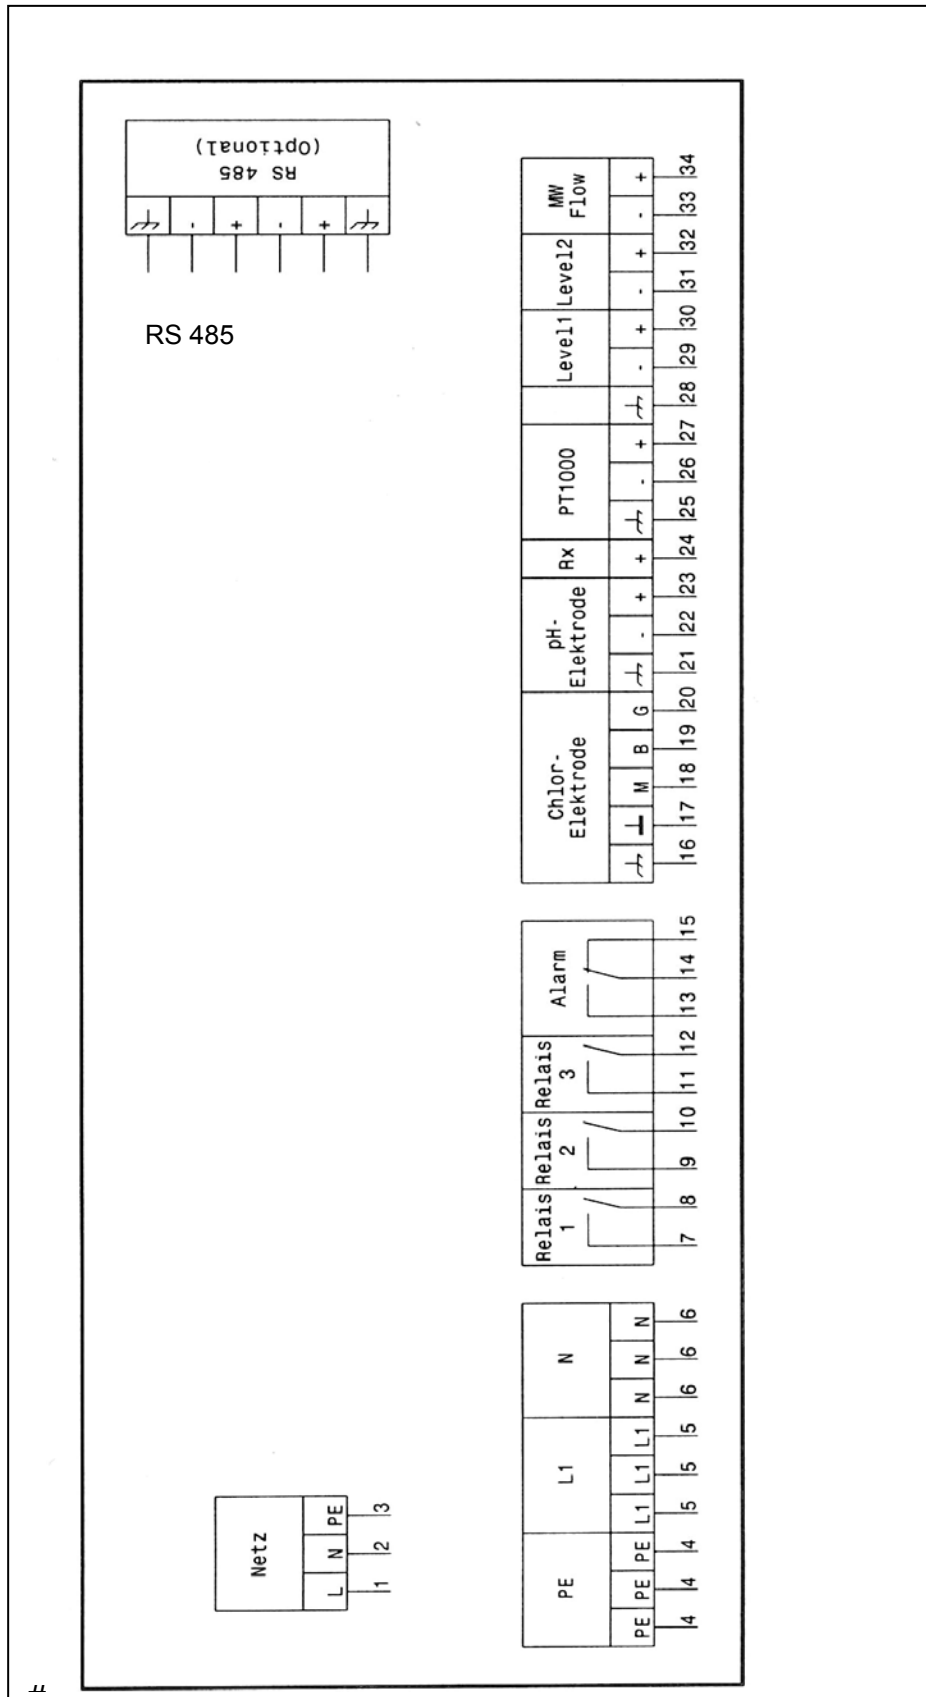 RS 485
(Optional)
- + - +
RS 485
MW
Flow
+ 34
- 33
Level2
+ 32
- 31
Level1
+ 30
- 29
28
PT1000
+ 27
- 26
25
Rx
+ 24
pH-
Elektrode
+ 23
- 22
21
Chlor-
Elektrode
G 20
B 19
M 18
17
16
Alarm
15
14
13
Relais
3
12
11
Relais
2
10
9
Relais
1
8
7
N
N 6
N 6
N 6
L1
L1 5
L1 5
L1 5
PE
PE 4
PE 4
PE 4
Netz
PE 3
N 2
L 1
#